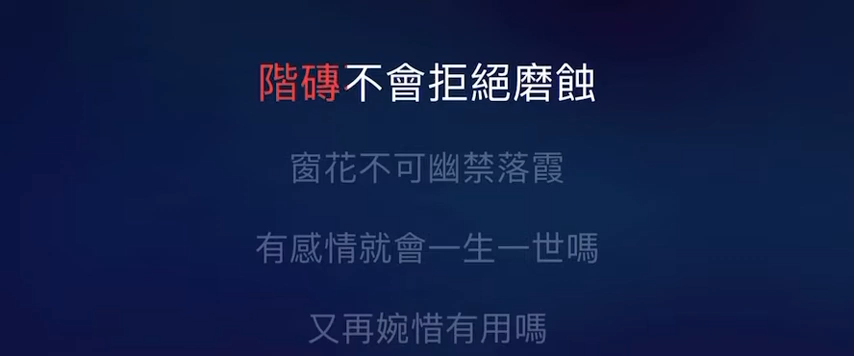 階磚不會拒絕磨蝕
窗花不可幽禁落霞
有感情就會一生一世嗎
又再婉惜有用嗎